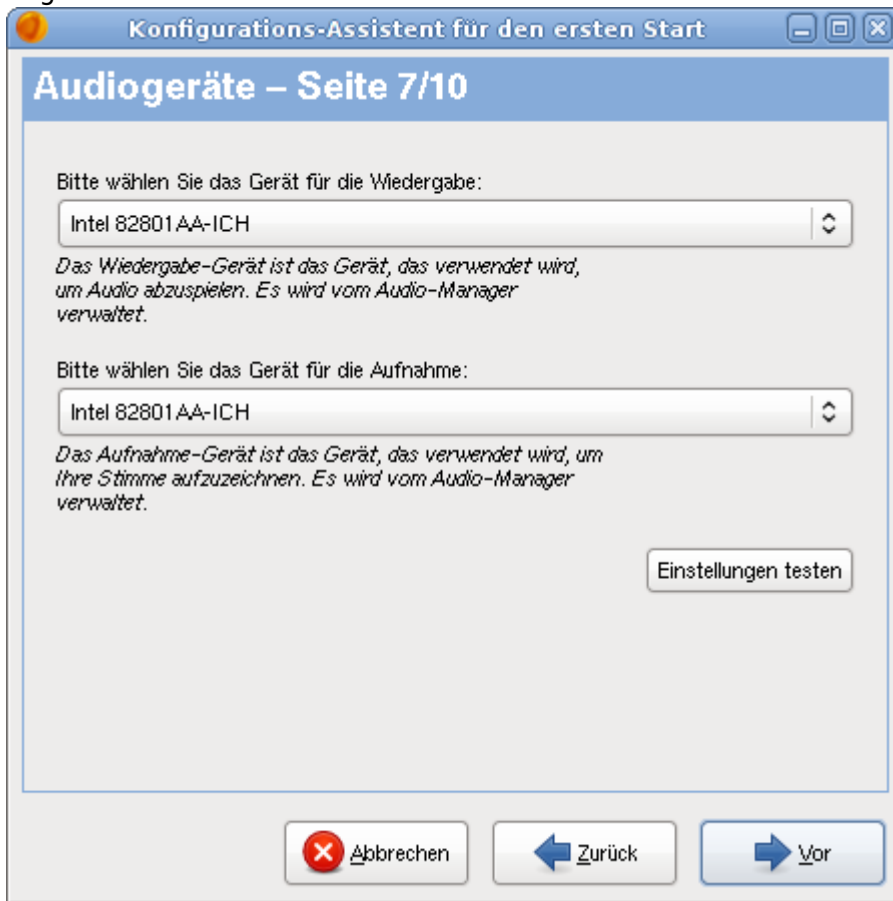 Konfigurations-Assistent für den ersten Start
Audiogeräte – Seite 7/10
Bitte wählen Sie das Gerät für die Wiedergabe:
Intel 82801AA-ICH
Das Wiedergabe-Gerät ist das Gerät, das verwendet wird,
um Audio abzuspielen. Es wird vom Audio-Manager
verwaltet.
Bitte wählen Sie das Gerät für die Aufnahme:
Intel 82801AA-ICH
Das Aufnahme-Gerät ist das Gerät, das verwendet wird, um
Ihre Stimme aufzuzeichnen. Es wird vom Audio-Manager
verwaltet.
Einstellungen testen
Abbrechen
Zurück
Vor